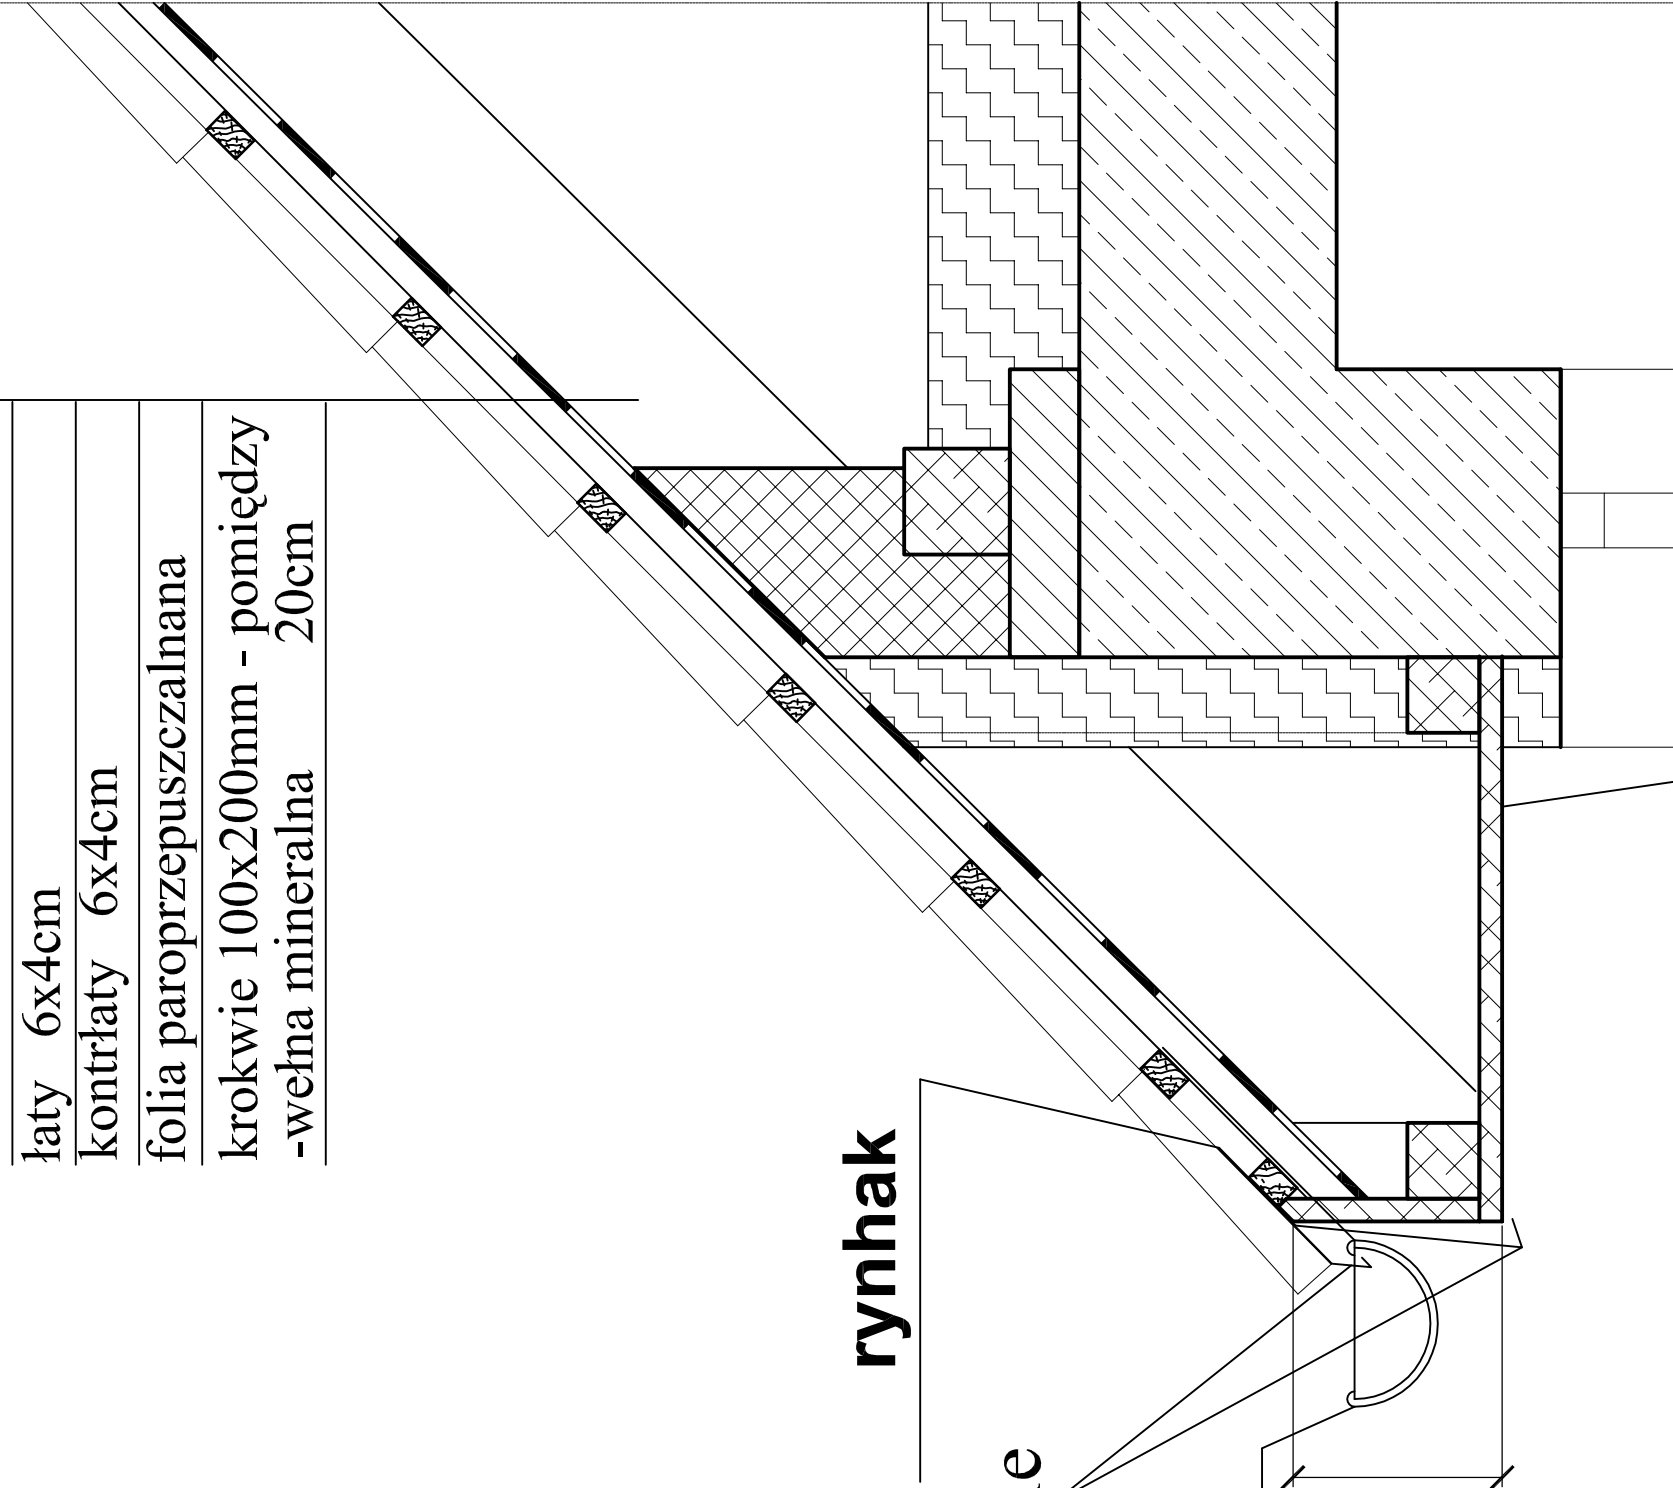 łaty 6x4cm
kontrłaty 6x4cm
folia paroprzepuszczalnana
krokwie 100x200mm - pomiędzy
-wełna mineralna 20cm
rynhak
e